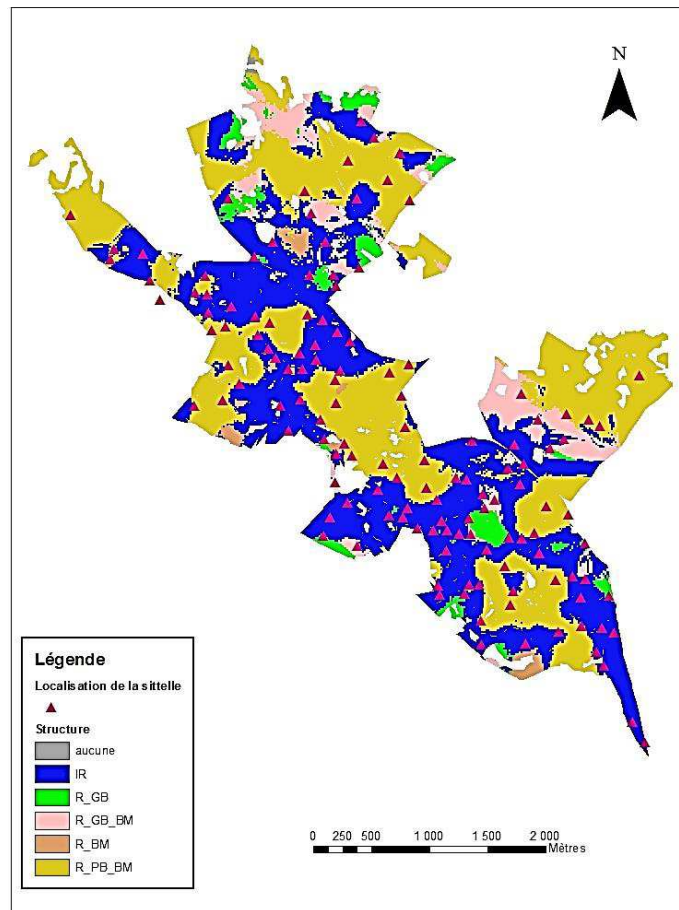 N
Légende
Localisation de la sittelle
Structure
aucune
IR
R_GB
R_GB_BM
R_BM
R_PB_BM
0 250 500 1 000 1 500 2 000
Mètres